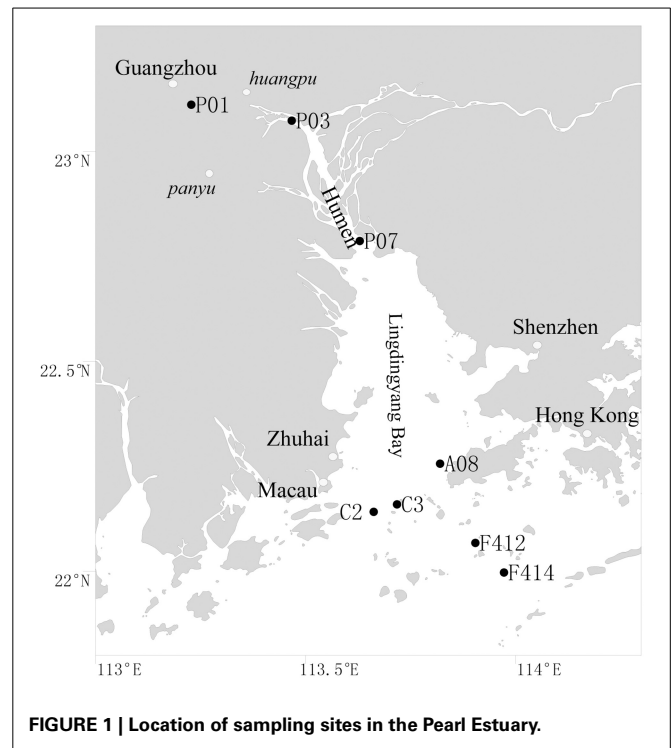 Guangzhou
huangpu
P01
P03
23°N
panyu
Humen
P07
Lingdingyang Bay
Shenzhen
22.5°N
Hong Kong
Zhuhai
A08
Macau
C3
C2
F412
F414
22°N
113°E
113.5°E
114°E
FIGURE 1 | Location of sampling sites in the Pearl Estuary.